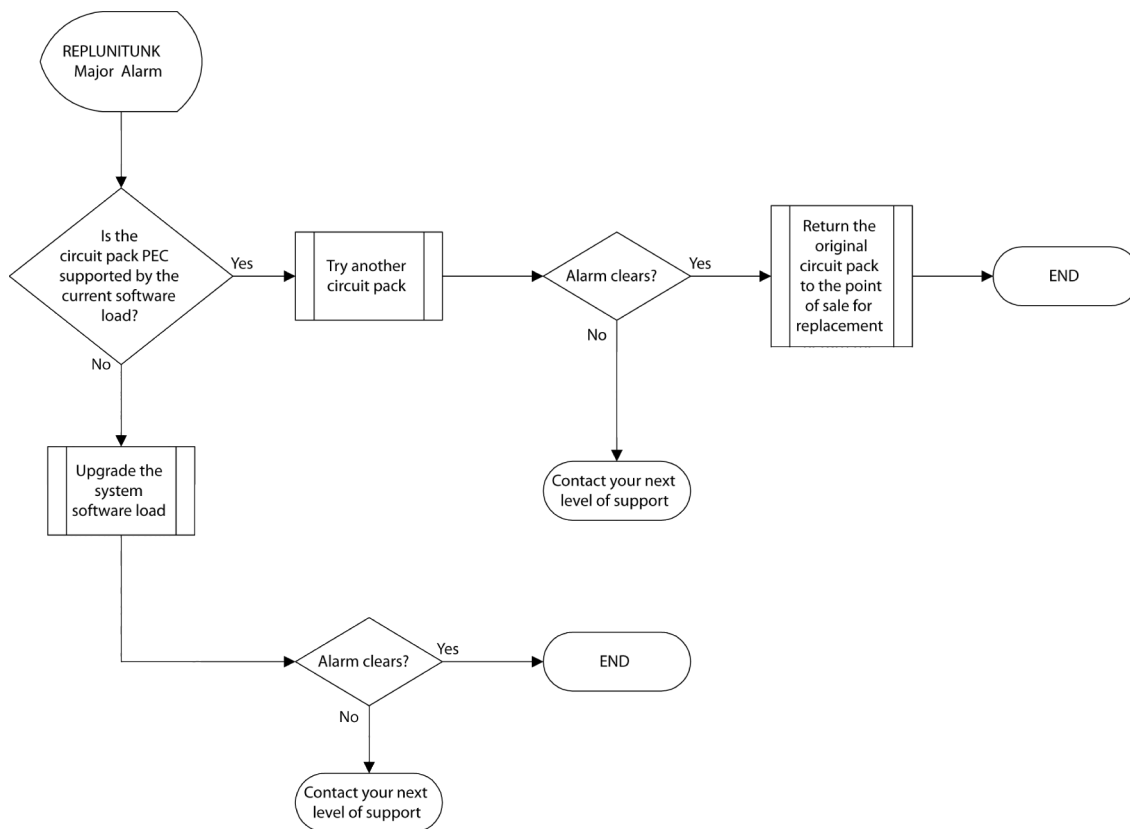 REPLUNITUNK
Major Alarm
Is the
circuit pack PEC
supported by the
current software
load?
Yes
Try another
circuit pack
Alarm clears?
Yes
Return the
original
circuit pack
to the point
of sale for
replacement
END
No
No
Upgrade the
system
software load
Contact your next
level of support
Alarm clears?
Yes
END
No
Contact your next
level of support